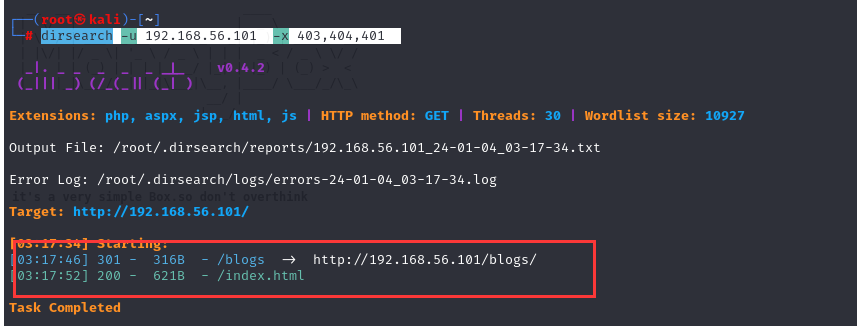 ┌──(root㉿kali)-[~]
└─# dirsearch -u 192.168.56.101 -x 403,404,401
_|. _ _ _ _ _ _|_ v0.4.2
(_||| _) (/_(_|| (_| )
Extensions: php, aspx, jsp, html, js | HTTP method: GET | Threads: 30 | Wordlist size: 10927
Output File: /root/.dirsearch/reports/192.168.56.101_24-01-04_03-17-34.txt
Error Log: /root/.dirsearch/logs/errors-24-01-04_03-17-34.log
it's a very simple Box.so don't overthink
Target: http://192.168.56.101/
[03:17:34] Starting:
[03:17:46] 301 - 316B - /blogs -> http://192.168.56.101/blogs/
[03:17:52] 200 - 621B - /index.html
Task Completed